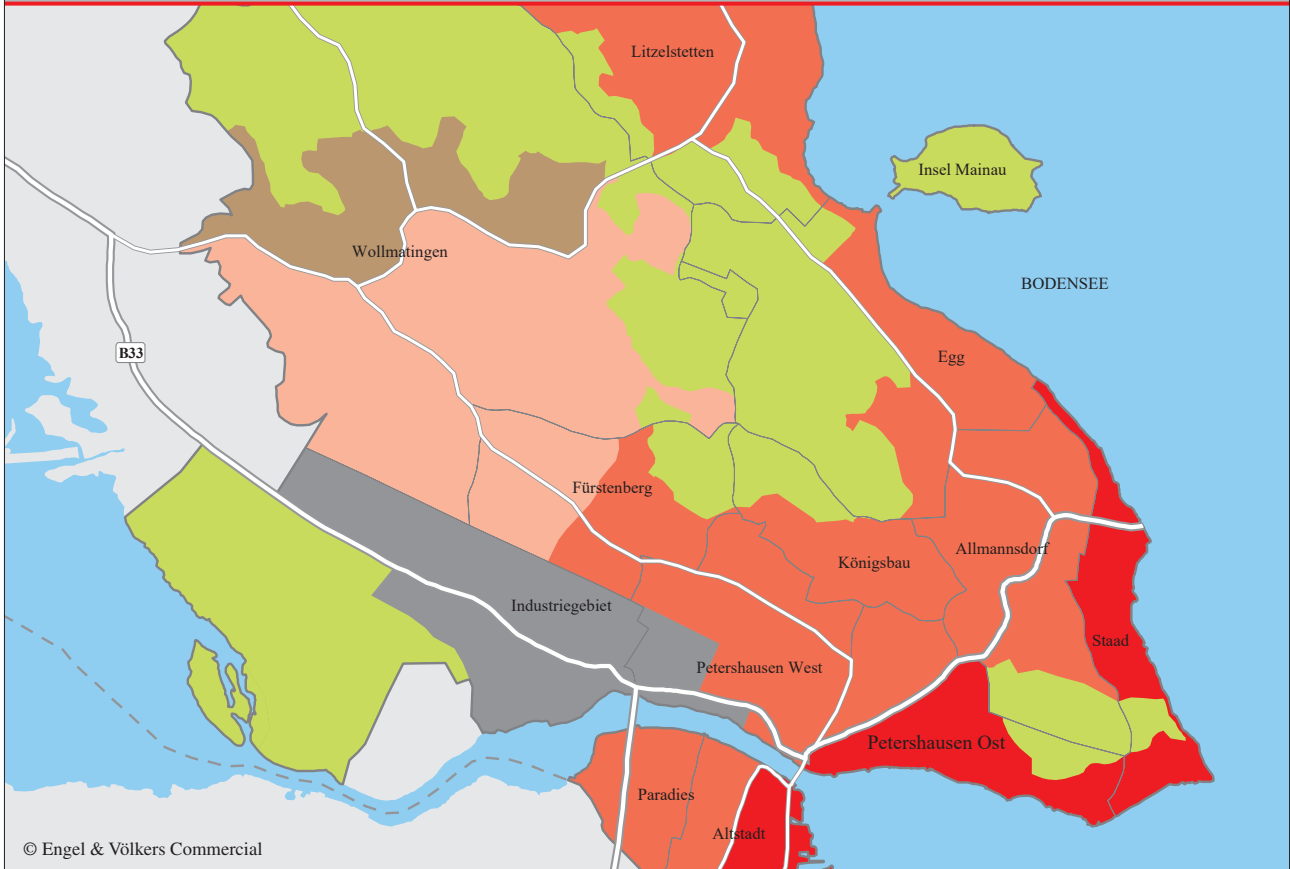 Litzelstetten
Insel Mainau
Wollmatingen
BODENSEE
B33
Egg
Fürstenberg
Allmannsdorf
Königsbau
Industriegebiet
Staad
Petershausen West
Petershausen Ost
Paradies
Altstadt
© Engel & Völkers Commercial